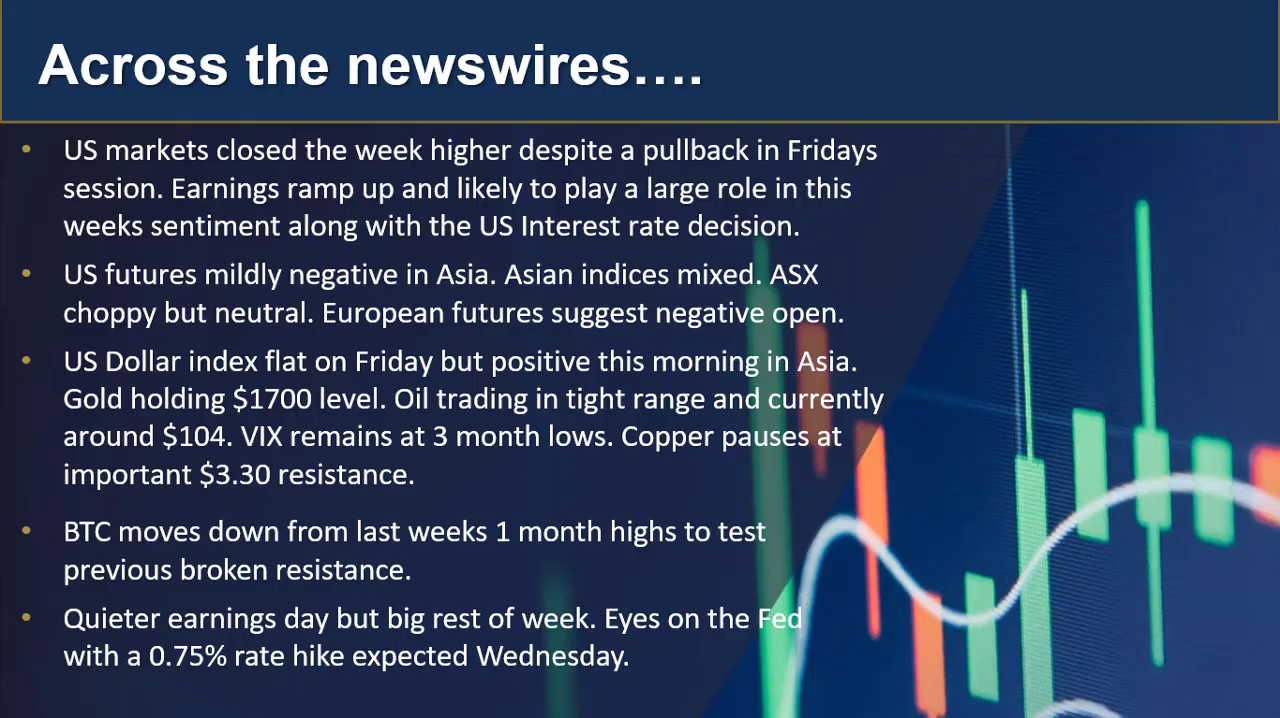 Across the newswires….
• US markets closed the week higher despite a pullback in Fridays
session. Earnings ramp up and likely to play a large role in this
weeks sentiment along with the US Interest rate decision.
• US futures mildly negative in Asia. Asian indices mixed. ASX
choppy but neutral. European futures suggest negative open.
• US Dollar index flat on Friday but positive this morning in Asia.
Gold holding $1700 level. Oil trading in tight range and currently
around $104. VIX remains at 3 month lows. Copper pauses at
important $3.30 resistance.
• BTC moves down from last weeks 1 month highs to test
previous broken resistance.
• Quieter earnings day but big rest of week. Eyes on the Fed
with a 0.75% rate hike expected Wednesday.